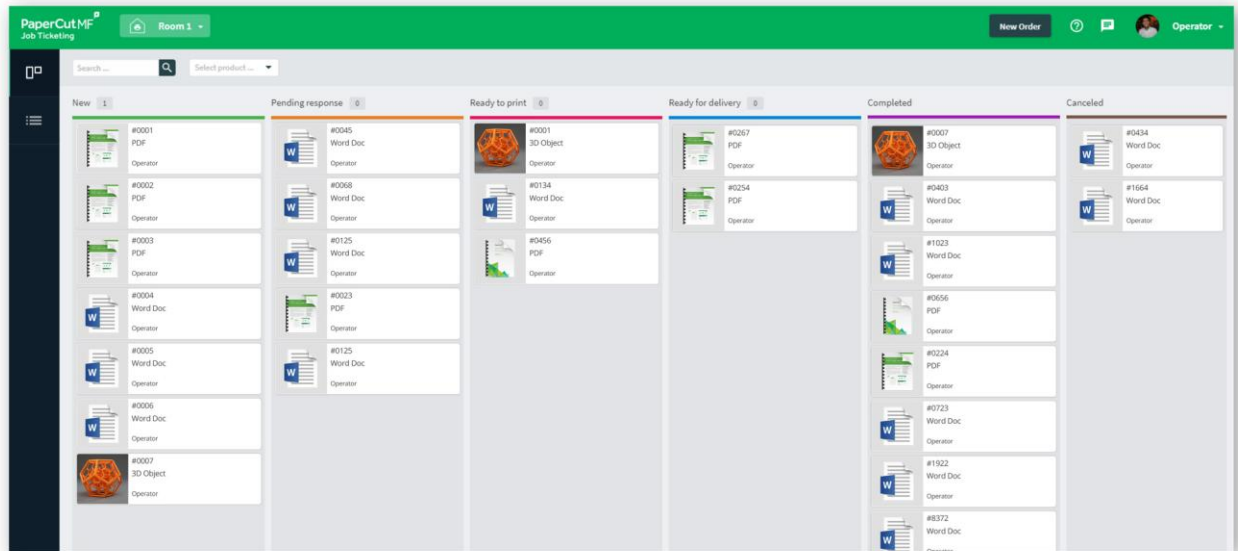 PaperCut MF
Job Ticketing
Room 1
New Order
Operator
Search ...
Select product ...
New 1
Pending response 0
Ready to print 0
Ready for delivery 0
Completed
Canceled
#0001
PDF
Operator
#0002
PDF
Operator
#0003
PDF
Operator
#0004
Word Doc
Operator
#0005
Word Doc
Operator
#0006
Word Doc
Operator
#0007
3D Object
Operator
#0045
Word Doc
Operator
#0068
Word Doc
Operator
#0125
Word Doc
Operator
#0023
PDF
Operator
#0125
Word Doc
Operator
#0001
3D Object
Operator
#0134
Word Doc
Operator
#0456
PDF
Operator
#0267
PDF
Operator
#0254
PDF
Operator
#0007
3D Object
Operator
#0403
Word Doc
Operator
#1023
Word Doc
Operator
#0656
PDF
Operator
#0224
PDF
Operator
#0723
Word Doc
Operator
#1922
Word Doc
Operator
#8372
Word Doc
#0434
Word Doc
Operator
#1664
Word Doc
Operator